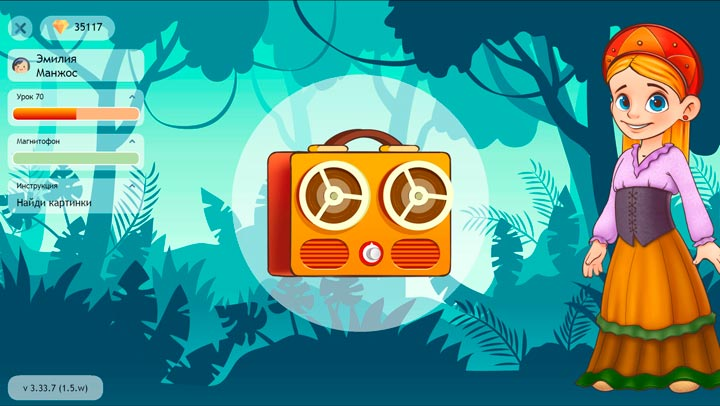 35117
Эмилия
Манжос
Урок 70
Магнитофон
Инструкция
Найди картинки
v 3.33.7 (1.5.w)